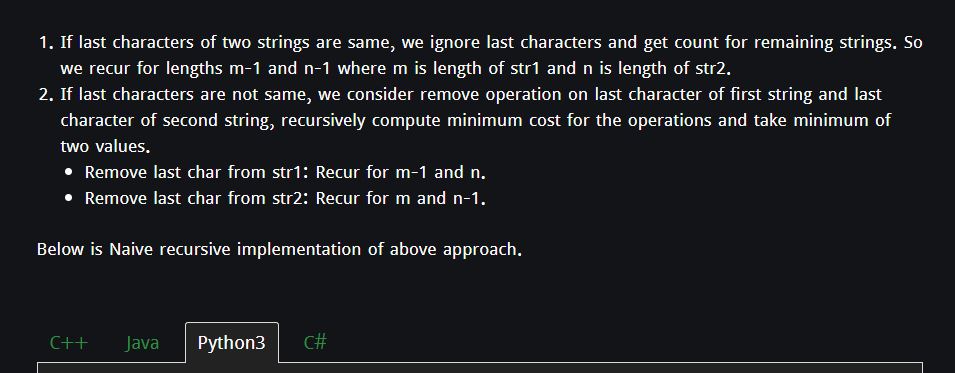 1. If last characters of two strings are same, we ignore last characters and get count for remaining strings. So
we recur for lengths m-1 and n-1 where m is length of str1 and n is length of str2.
2. If last characters are not same, we consider remove operation on last character of first string and last
character of second string, recursively compute minimum cost for the operations and take minimum of
two values.
• Remove last char from str1: Recur for m-1 and n.
• Remove last char from str2: Recur for m and n-1.
Below is Naive recursive implementation of above approach.
C++ Java Python3 C#